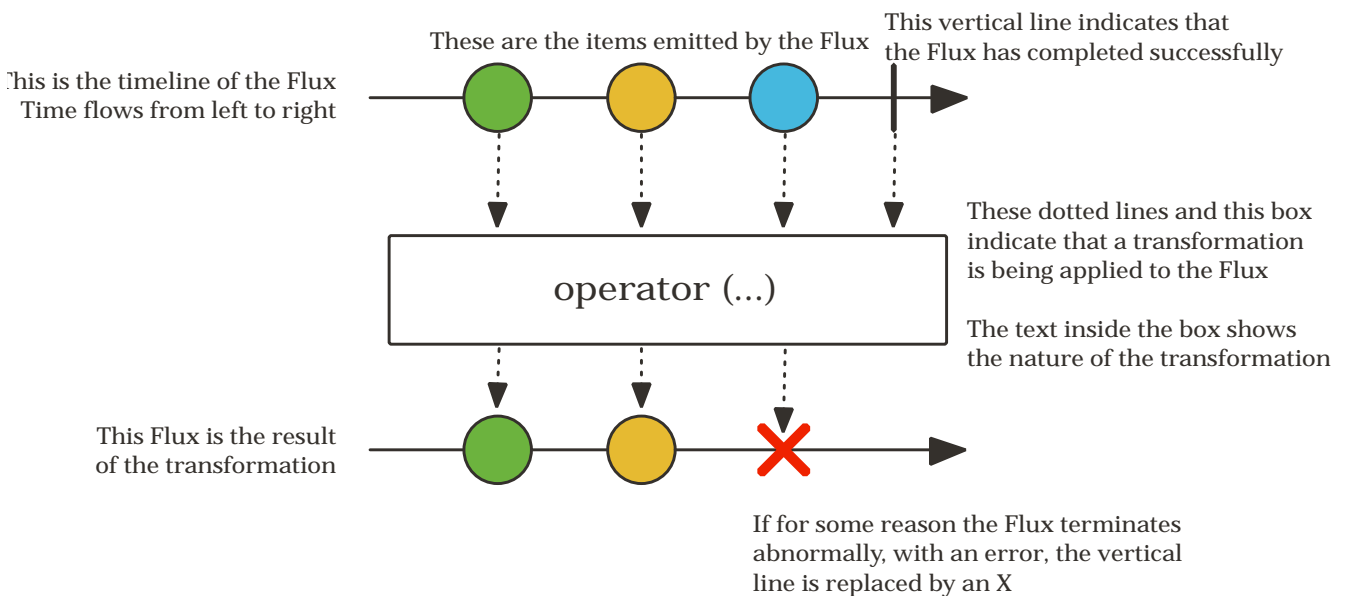 This vertical line indicates that
the Flux has completed successfully
These are the items emitted by the Flux
This is the timeline of the Flux
Time flows from left to right
These dotted lines and this box
indicate that a transformation
is being applied to the Flux
operator (...)
The text inside the box shows
the nature of the transformation
This Flux is the result
of the transformation
If for some reason the Flux terminates
abnormally, with an error, the vertical
line is replaced by an X